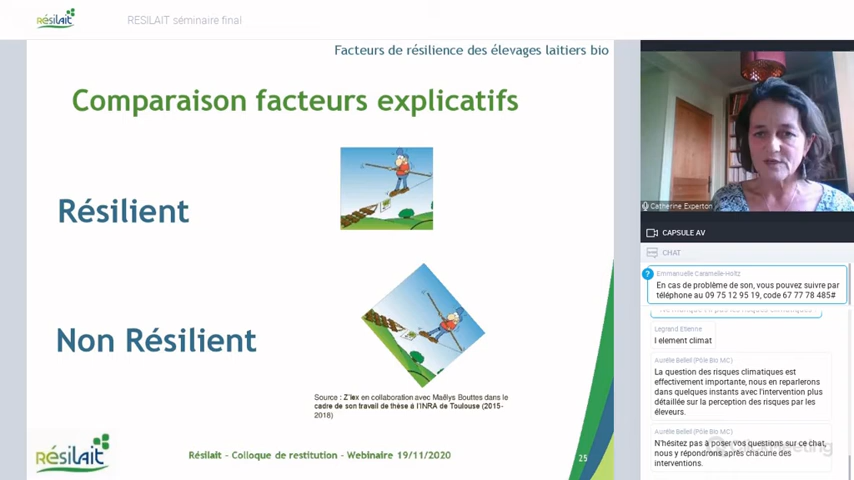 Résilait
RESILAIT séminaire final
Facteurs de résilience des élevages laitiers bio
Comparaison facteurs explicatifs
Résilient
Non Résilient
Source : Z'lex en collaboration avec Maëlys Bouttes dans le
cadre de son travail de thèse à l'INRA de Toulouse (2015-
2018)
Résilait
Résilait – Colloque de restitution – Webinaire 19/11/2020
25
Catherine Experton
CAPSULE AV
CHAT
Emmanuelle Caramelle-Holtz
En cas de problème de son, vous pouvez suivre par
téléphone au 09 75 12 95 19, code 67 77 78 485#
Legrand Etienne
l element climat
Aurélie Belleil (Pôle Bio MC)
La question des risques climatiques est
effectivement importante, nous en reparlerons
dans quelques instants avec l'intervention plus
détaillée sur la perception des risques par les
éleveurs.
Aurélie Belleil (Pôle Bio MC)
N'hésitez pas à poser vos questions sur ce chat,
nous y répondrons après chacune des
interventions.